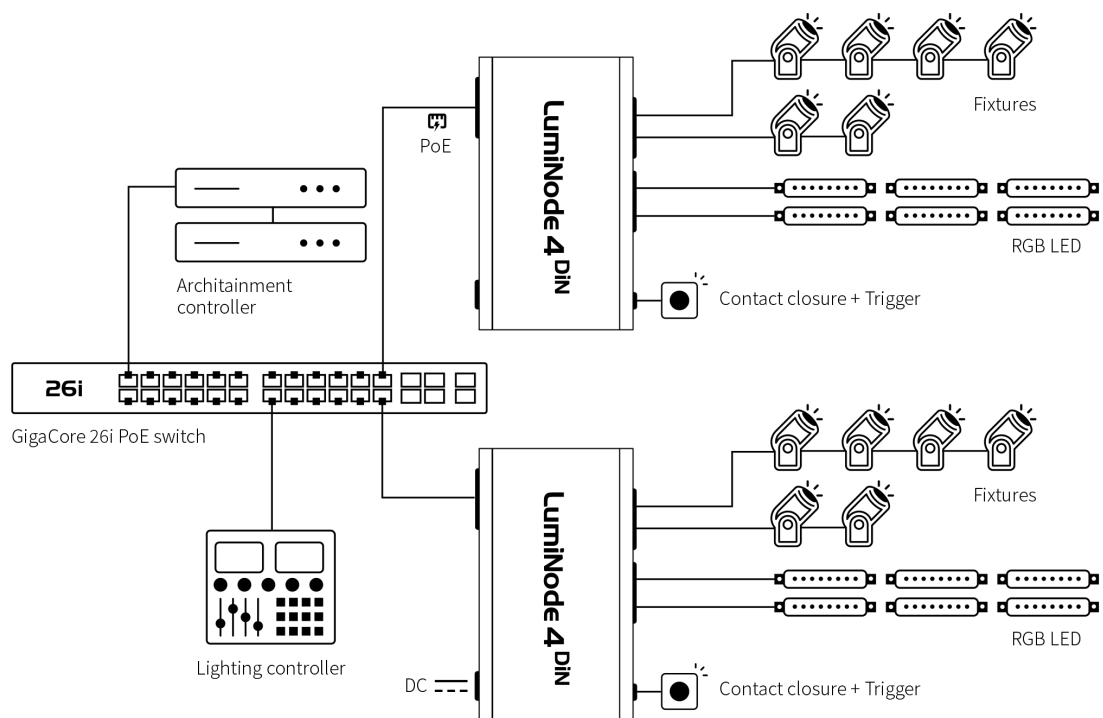 Fixtures
PoE
LumiNode 4 DiN
RGB LED
Architainment
controller
Contact closure + Trigger
26i
GigaCore 26i PoE switch
Fixtures
LumiNode 4 DiN
RGB LED
Lighting controller
DC
Contact closure + Trigger